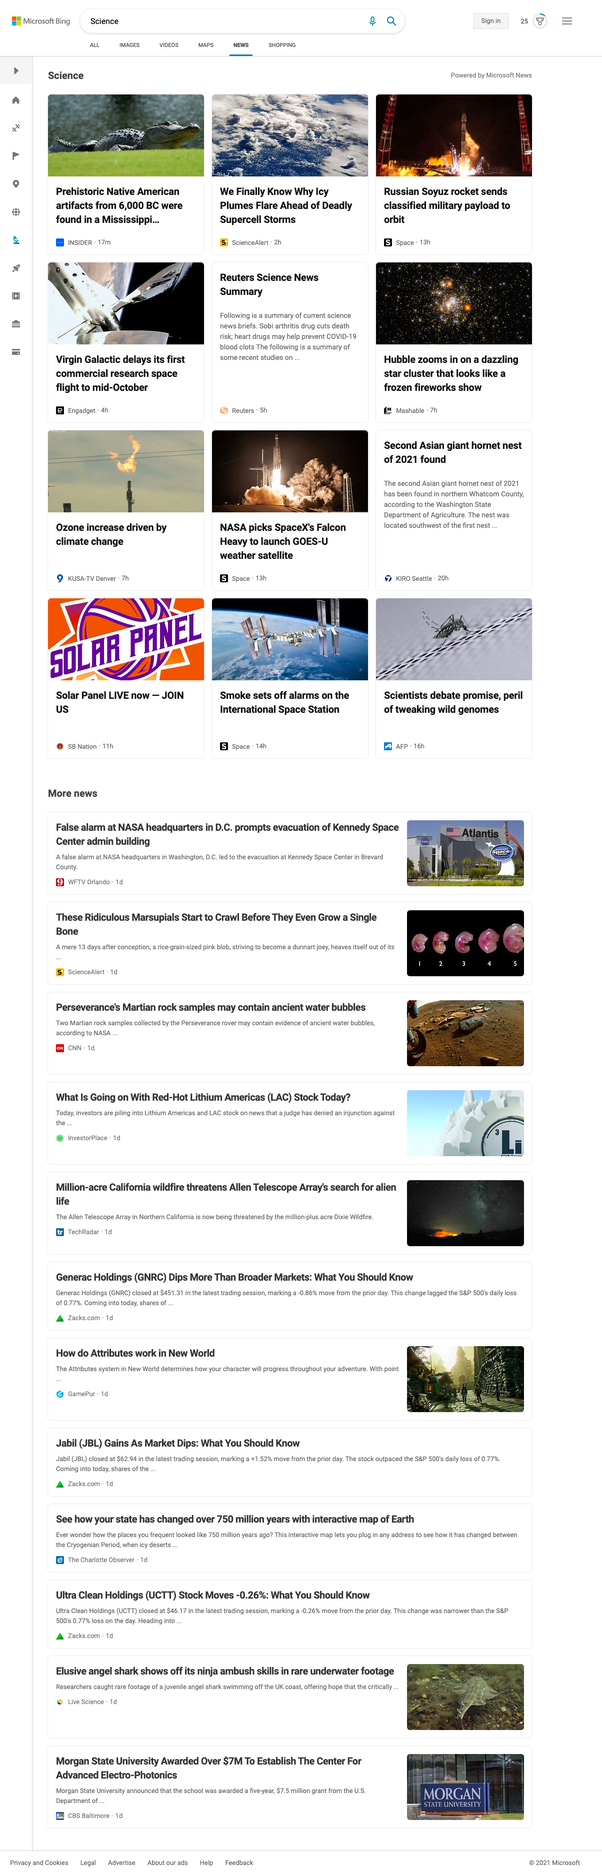 Microsoft Bing
Science
Sign in
25
ALL IMAGES VIDEOS MAPS NEWS SHOPPING
Science
Powered by Microsoft News
Prehistoric Native American
artifacts from 6,000 BC were
found in a Mississippi...
INSIDER · 17m
We Finally Know Why Icy
Plumes Flare Ahead of Deadly
Supercell Storms
ScienceAlert · 2h
Russian Soyuz rocket sends
classified military payload to
orbit
Space · 13h
Virgin Galactic delays its first
commercial research space
flight to mid-October
Engadget · 4h
Reuters Science News
Summary
Following is a summary of current science
news briefs. Sobi arthritis drug cuts death
risk; heart drugs may help prevent COVID-19
blood clots The following is a summary of
some recent studies on ...
Reuters · 5h
Hubble zooms in on a dazzling
star cluster that looks like a
frozen fireworks show
Mashable · 7h
Ozone increase driven by
climate change
KUSA-TV Denver · 7h
NASA picks SpaceX's Falcon
Heavy to launch GOES-U
weather satellite
Space · 13h
Second Asian giant hornet nest
of 2021 found
The second Asian giant hornet nest of 2021
has been found in northern Whatcom County,
according to the Washington State
Department of Agriculture. The nest was
located southwest of the first nest ...
KIRO Seattle · 20h
SOLAR PANEL
Solar Panel LIVE now — JOIN
US
SB Nation · 11h
Smoke sets off alarms on the
International Space Station
Space · 14h
Scientists debate promise, peril
of tweaking wild genomes
AFP · 16h
More news
False alarm at NASA headquarters in D.C. prompts evacuation of Kennedy Space
Center admin building
A false alarm at NASA headquarters in Washington, D.C. led to the evacuation at Kennedy Space Center in Brevard
County.
WFTV Orlando · 1d
Atlantis
These Ridiculous Marsupials Start to Crawl Before They Even Grow a Single
Bone
A mere 13 days after conception, a rice-grain-sized pink blob, striving to become a dunnart joey, heaves itself out of its
...
ScienceAlert · 1d
1 2 3 4 5
Perseverance's Martian rock samples may contain ancient water bubbles
Two Martian rock samples collected by the Perseverance rover may contain evidence of ancient water bubbles,
according to NASA ...
CNN · 1d
What Is Going on With Red-Hot Lithium Americas (LAC) Stock Today?
Today, investors are piling into Lithium Americas and LAC stock on news that a judge has denied an injunction against
the ...
InvestorPlace · 1d
3
Li
Million-acre California wildfire threatens Allen Telescope Array's search for alien
life
The Allen Telescope Array in Northern California is now being threatened by the million-plus acre Dixie Wildfire.
TechRadar · 1d
Generac Holdings (GNRC) Dips More Than Broader Markets: What You Should Know
Generac Holdings (GNRC) closed at $451.31 in the latest trading session, marking a -0.86% move from the prior day. This change lagged the S&P 500's daily loss
of 0.77%. Coming into today, shares of ...
Zacks.com · 1d
How do Attributes work in New World
The Attributes system in New World determines how your character will progress throughout your adventure. With point
...
GamePur · 1d
Jabil (JBL) Gains As Market Dips: What You Should Know
Jabil (JBL) closed at $62.94 in the latest trading session, marking a +1.52% move from the prior day. The stock outpaced the S&P 500's daily loss of 0.77%.
Coming into today, shares of the ...
Zacks.com · 1d
See how your state has changed over 750 million years with interactive map of Earth
Ever wonder how the places you frequent looked like 750 million years ago? This interactive map lets you plug in any address to see how it has changed between
the Cryogenian Period, when icy deserts ...
The Charlotte Observer · 1d
Ultra Clean Holdings (UCTT) Stock Moves -0.26%: What You Should Know
Ultra Clean Holdings (UCTT) closed at $46.17 in the latest trading session, marking a -0.26% move from the prior day. This change was narrower than the S&P
500's 0.77% loss on the day. Heading into ...
Zacks.com · 1d
Elusive angel shark shows off its ninja ambush skills in rare underwater footage
Researchers caught rare footage of a juvenile angel shark swimming off the UK coast, offering hope that the critically ...
Live Science · 1d
Morgan State University Awarded Over $7M To Establish The Center For
Advanced Electro-Photonics
Morgan State University announced that the school was awarded a five-year, $7.5 million grant from the U.S.
Department of ...
CBS Baltimore · 1d
MORGAN
STATE UNIVERSITY
Privacy and Cookies Legal Advertise About our ads Help Feedback
© 2021 Microsoft